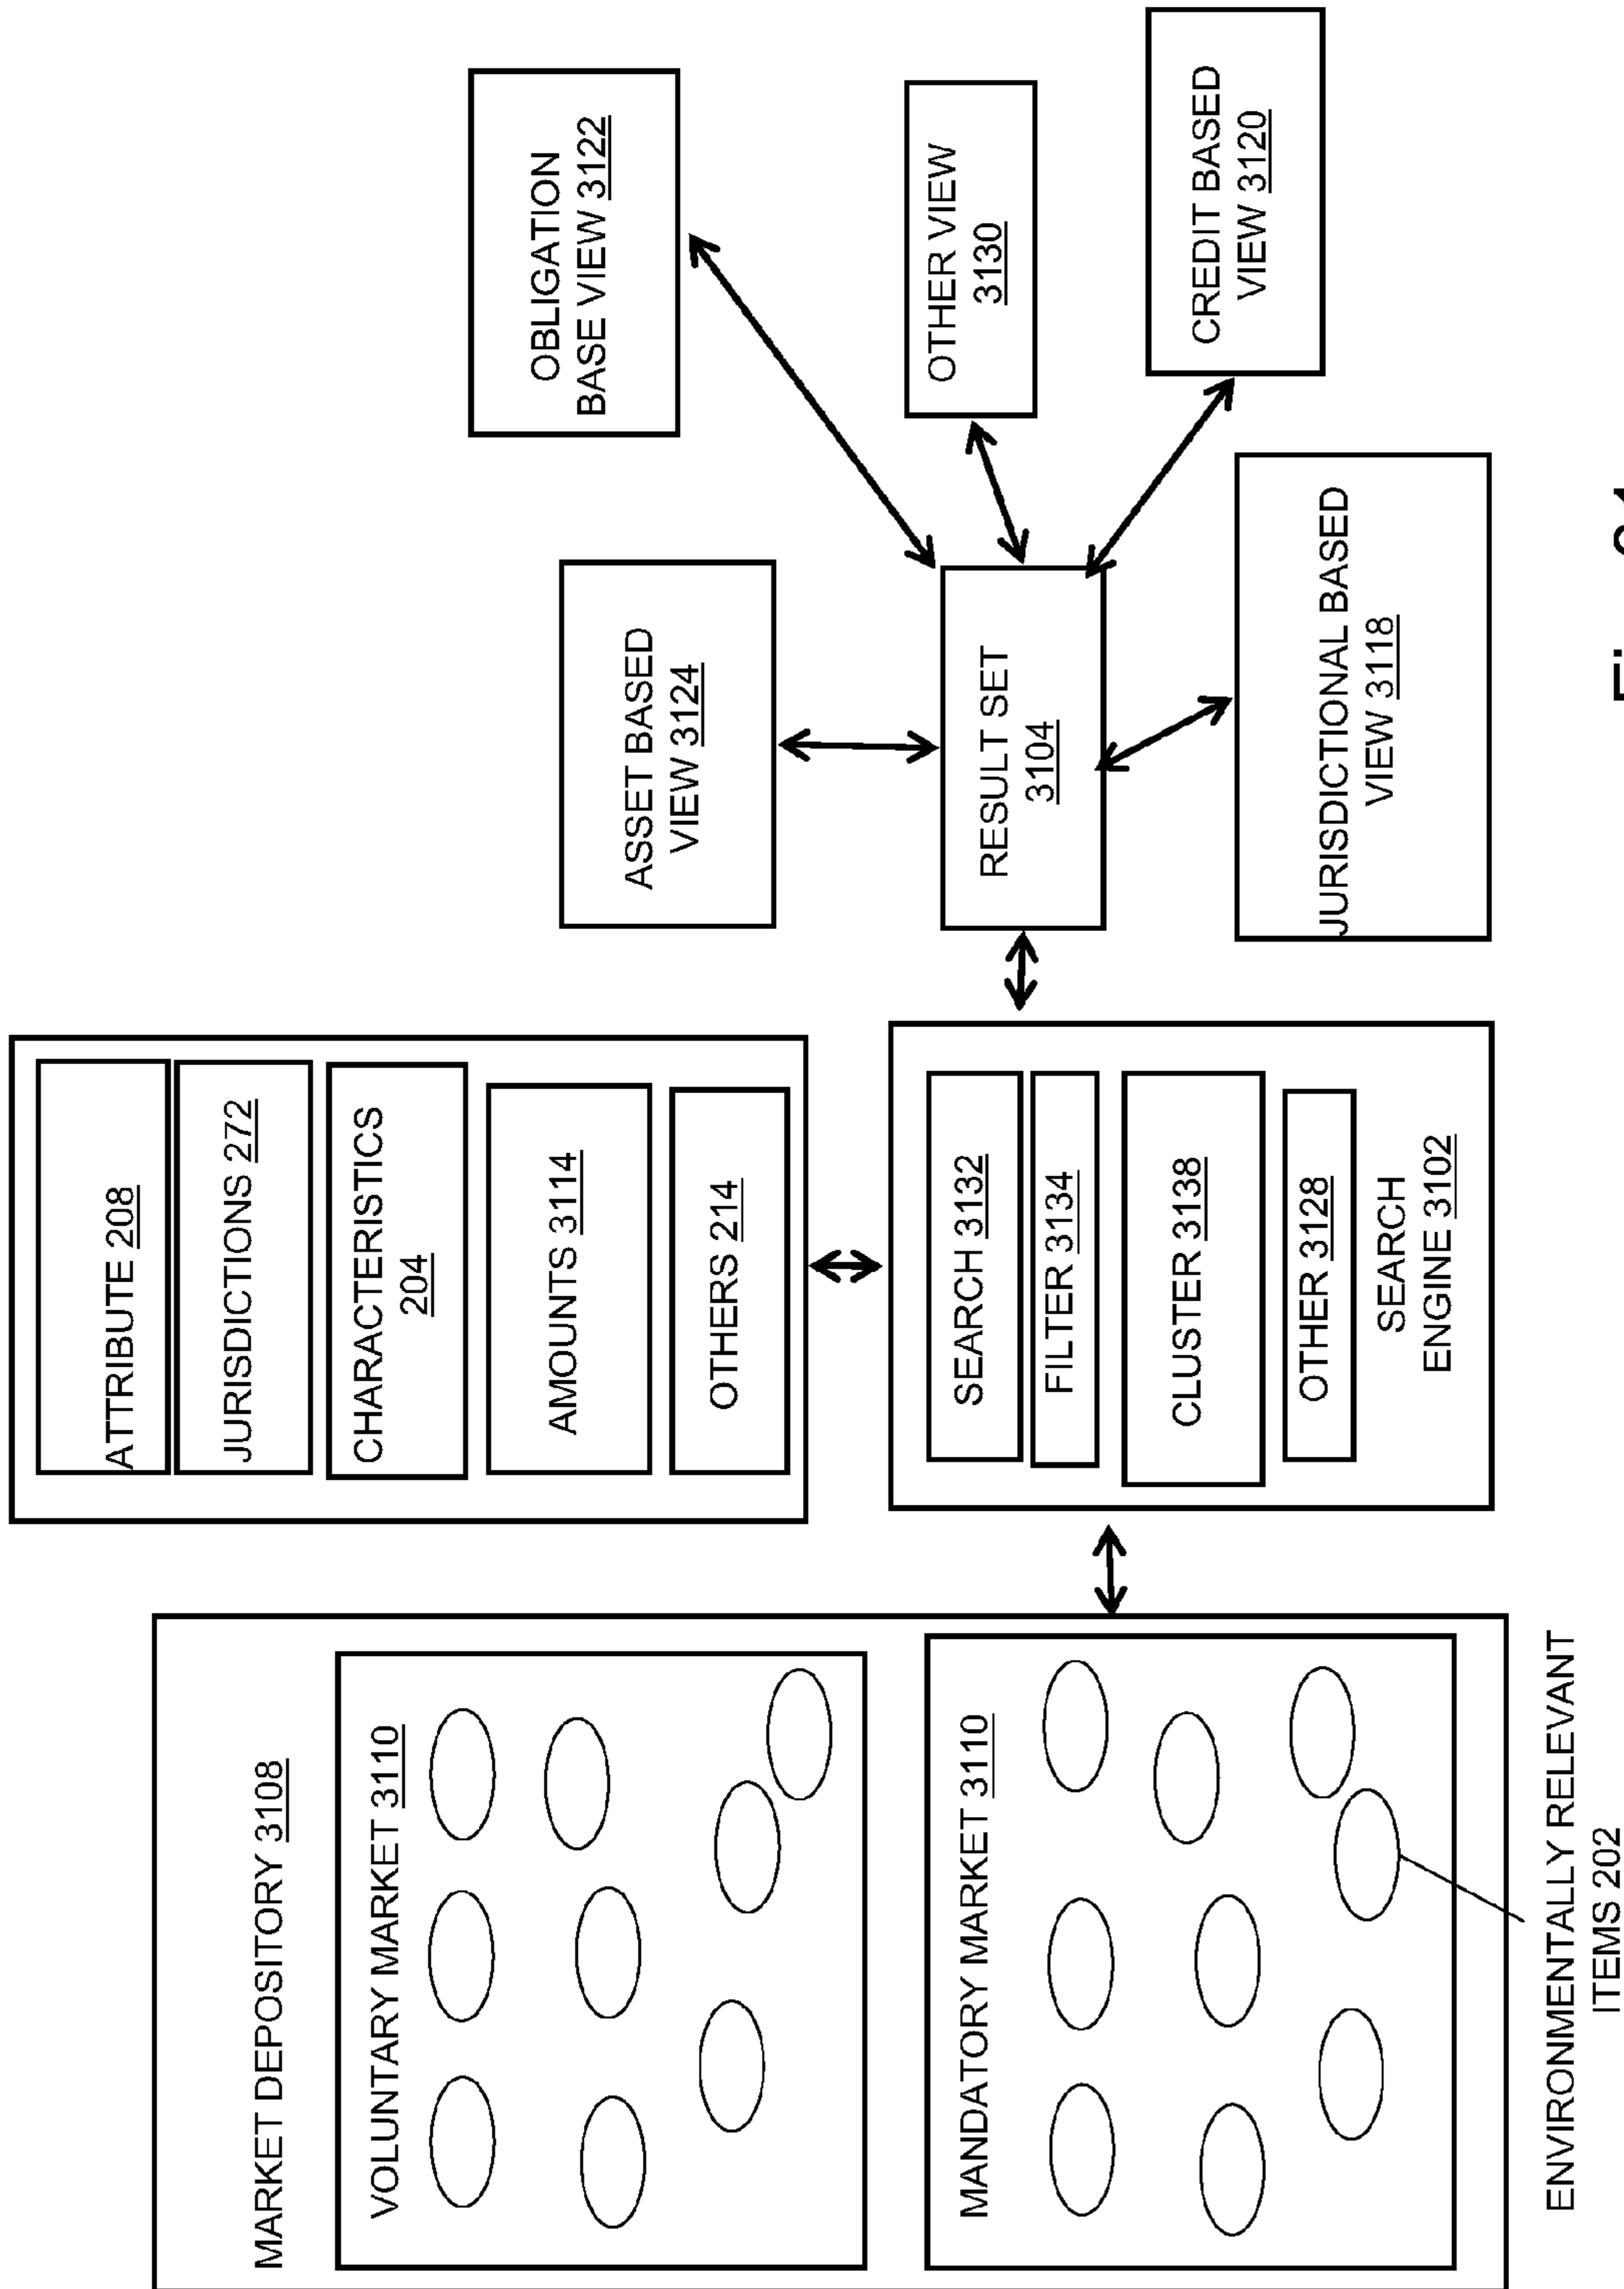 MARKET DEPOSITORY 3108
VOLUNTARY MARKET 3110
MANDATORY MARKET 3110
ENVIRONMENTALLY RELEVANT
ITEMS 202
ATTRIBUTE 208
JURISDICTIONS 272
CHARACTERISTICS
204
AMOUNTS 3114
OTHERS 214
SEARCH 3132
FILTER 3134
CLUSTER 3138
OTHER 3128
SEARCH
ENGINE 3102
ASSET BASED
VIEW 3124
RESULT SET
3104
JURISDICTIONAL BASED
VIEW 3118
OBLIGATION
BASE VIEW 3122
OTHER VIEW
3130
CREDIT BASED
VIEW 3120